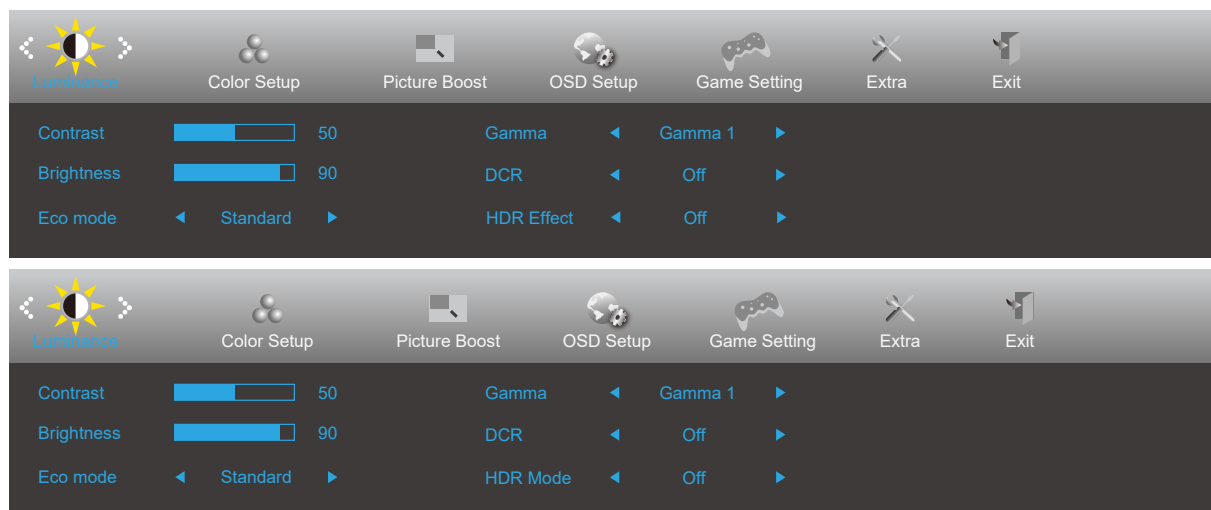 Luminance Color Setup Picture Boost OSD Setup Game Setting Extra Exit
Contrast 50 Gamma Gamma 1
Brightness 90 DCR Off
Eco mode Standard HDR Effect Off
Luminance Color Setup Picture Boost OSD Setup Game Setting Extra Exit
Contrast 50 Gamma Gamma 1
Brightness 90 DCR Off
Eco mode Standard HDR Mode Off